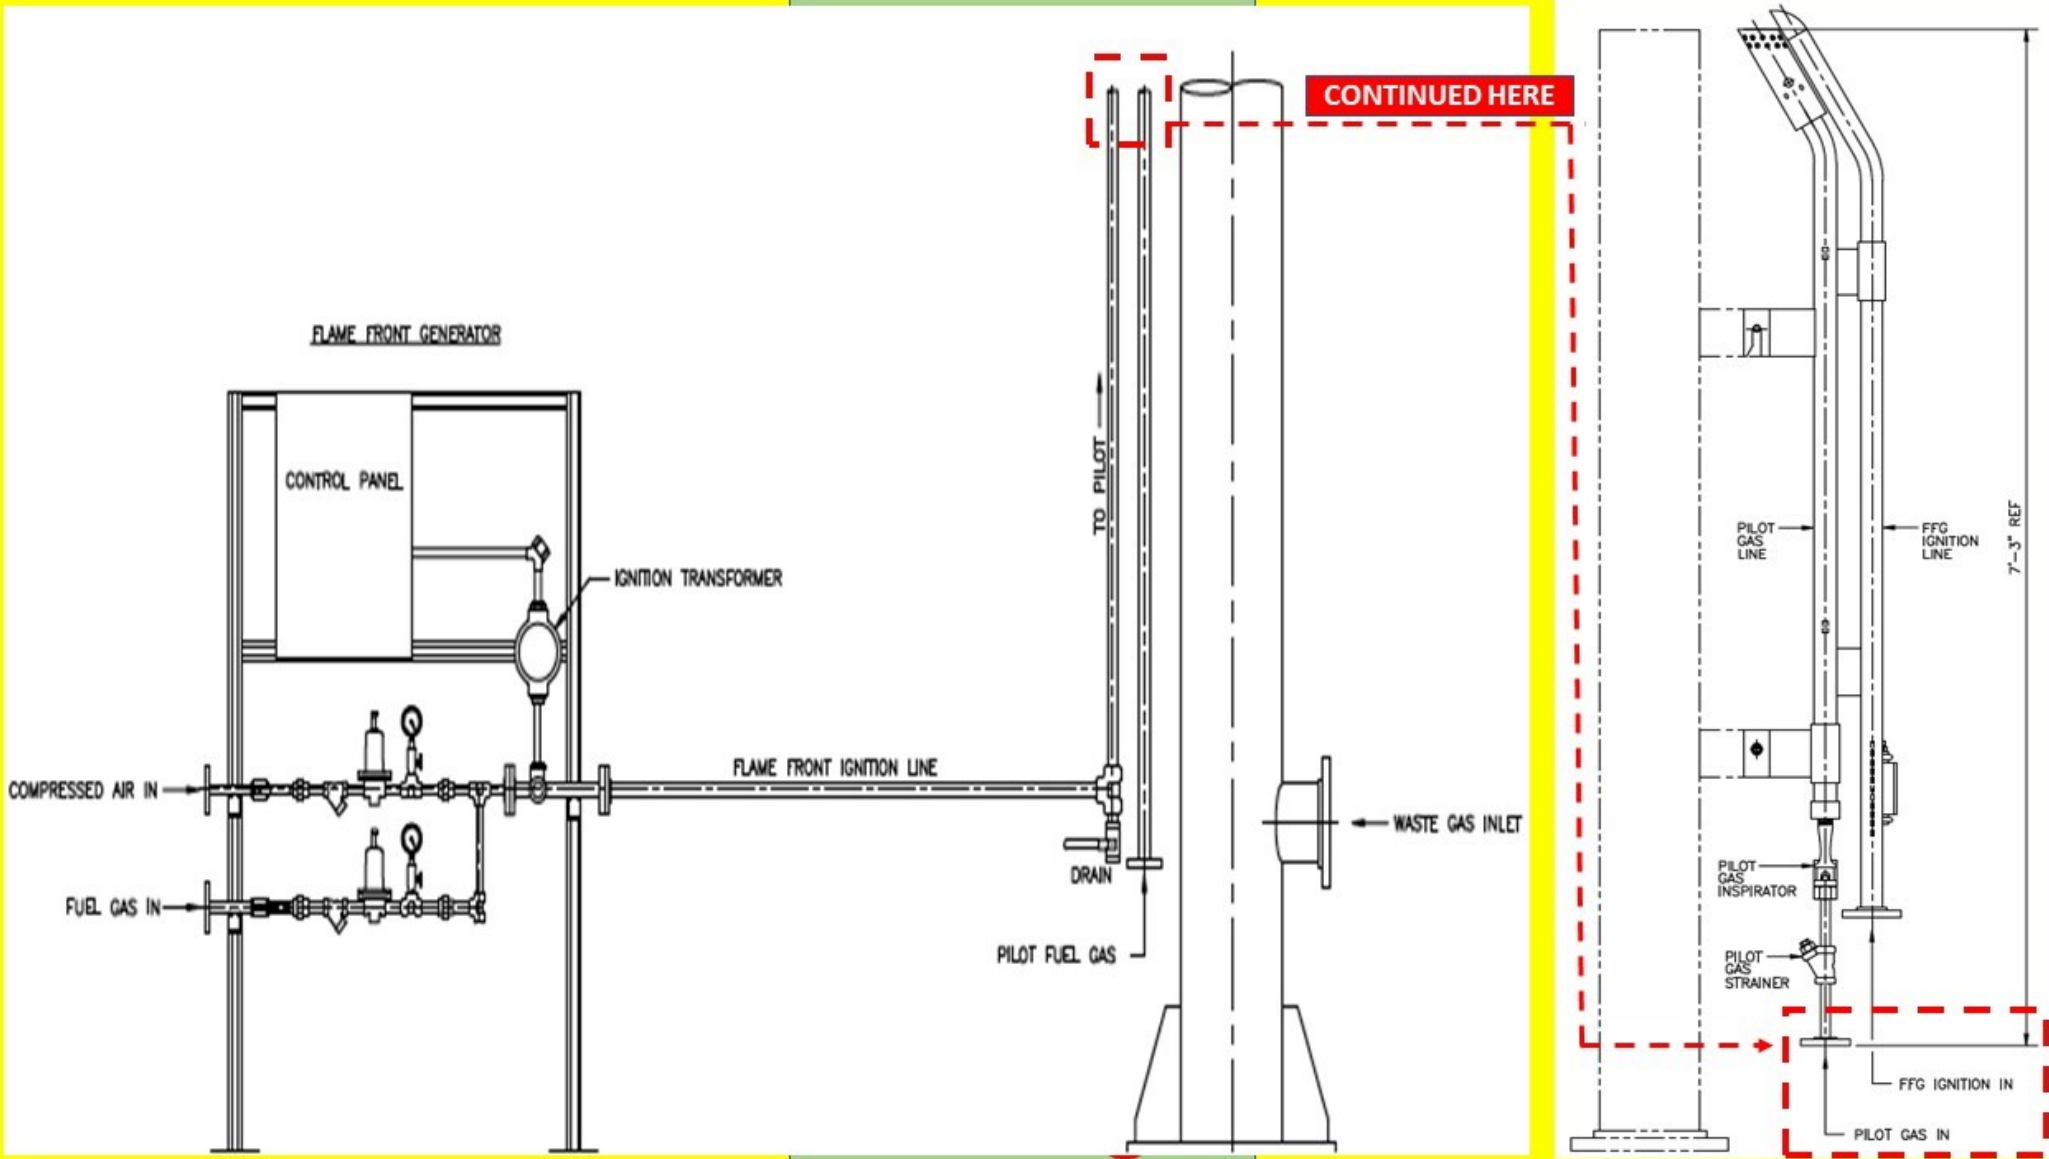 CONTINUED HERE
FLAME FRONT GENERATOR
CONTROL PANEL
IGNITION TRANSFORMER
COMPRESSED AIR IN
FUEL GAS IN
FLAME FRONT IGNITION LINE
TO PILOT
DRAIN
PILOT FUEL GAS
WASTE GAS INLET
PILOT
GAS
LINE
FFG
IGNITION
LINE
7'-3" REF
PILOT
GAS
INSPIRATOR
PILOT
GAS
STRAINER
FFG IGNITION IN
PILOT GAS IN